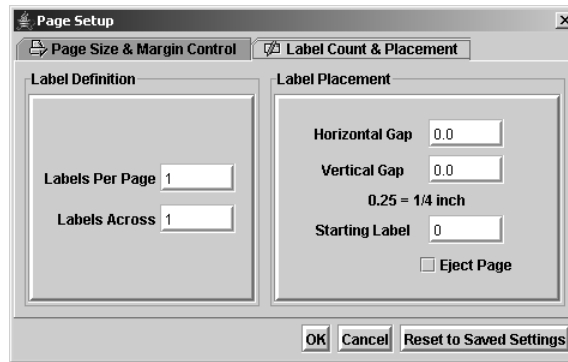 Page Setup
Page Size & Margin Control
Label Count & Placement
Label Definition
Labels Per Page 1
Labels Across 1
Label Placement
Horizontal Gap 0.0
Vertical Gap 0.0
0.25 = 1/4 inch
Starting Label 0
Eject Page
OK Cancel Reset to Saved Settings